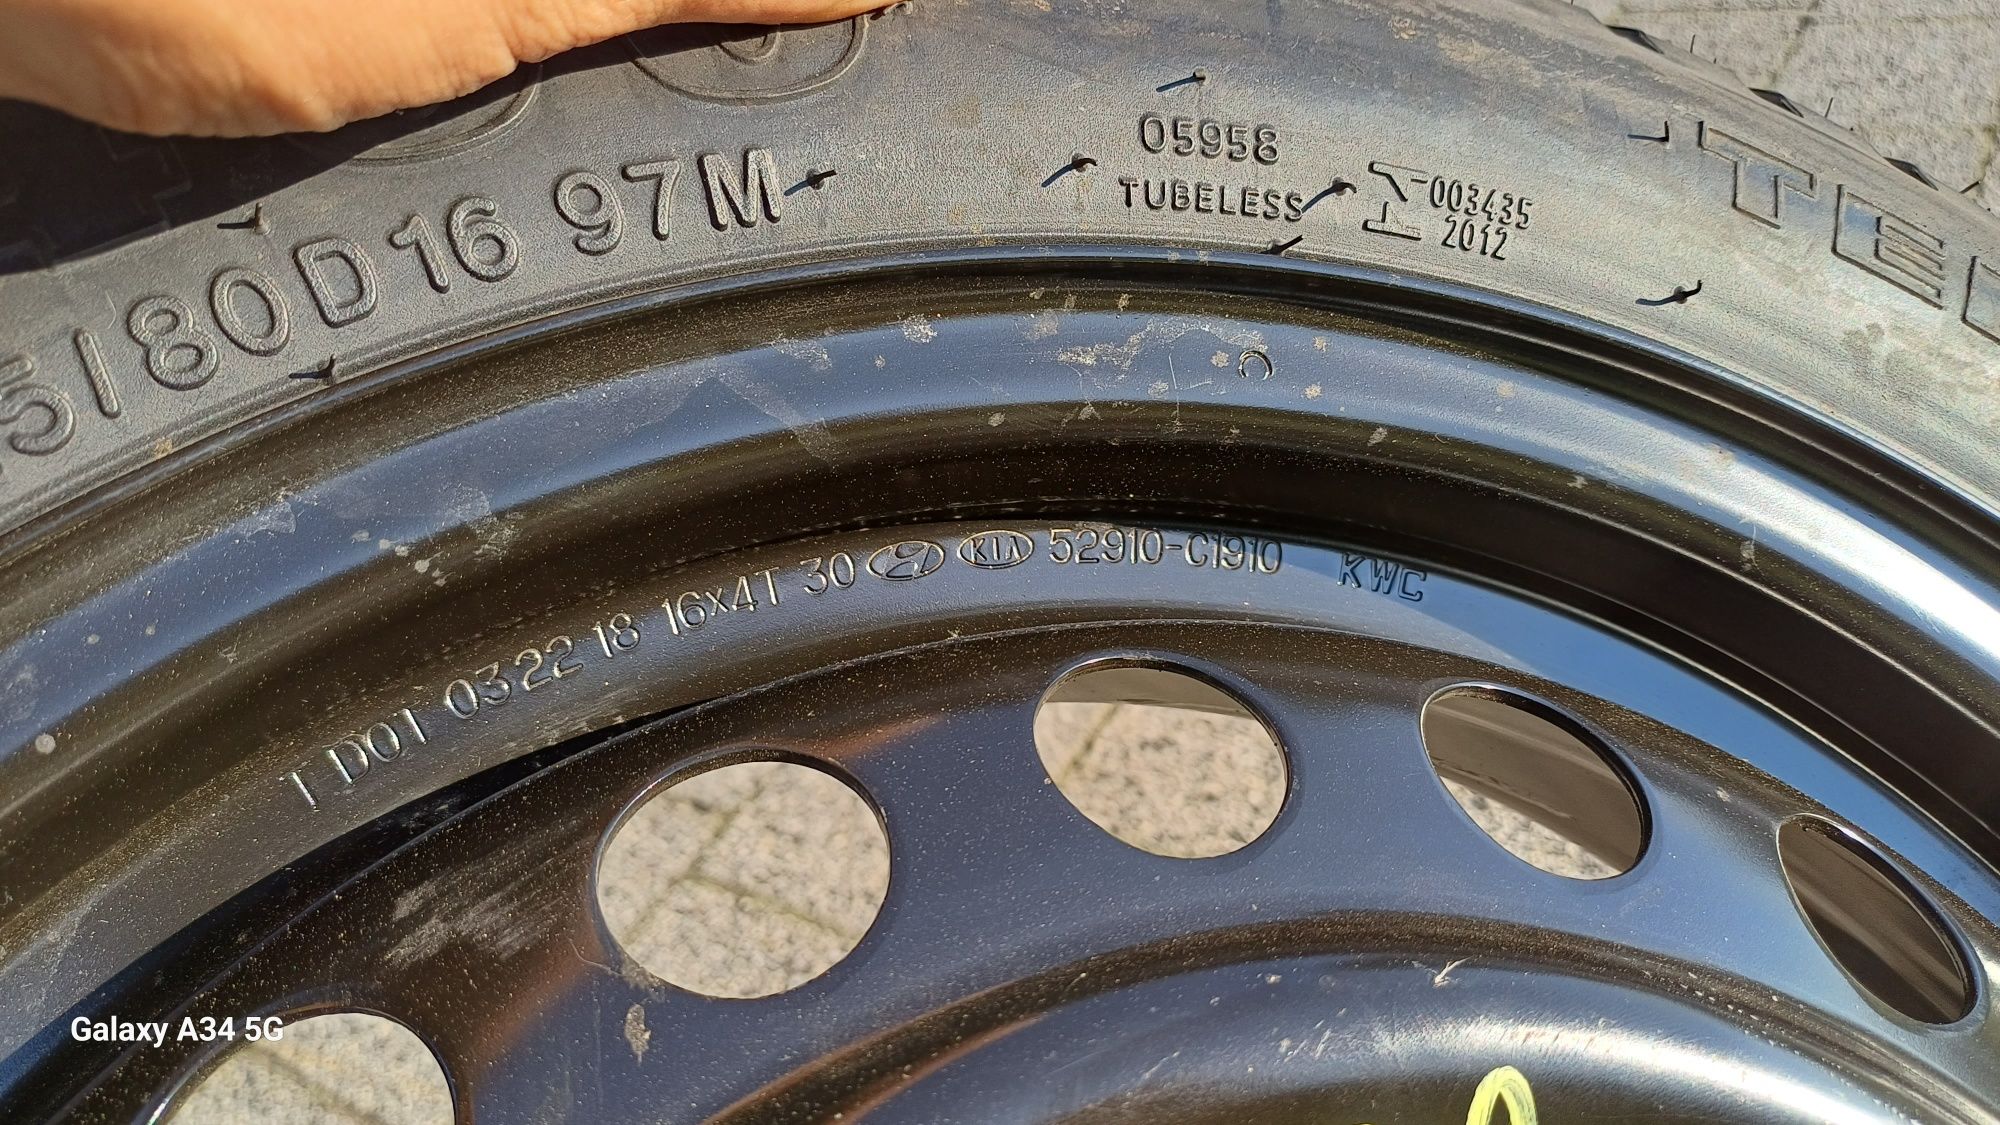 5/80D16 97M
05958
TUBELESS
003435
2012
T DOT 03 22 18 16x4T 30 KIA 52910-C1910 KWC
Galaxy A34 5G